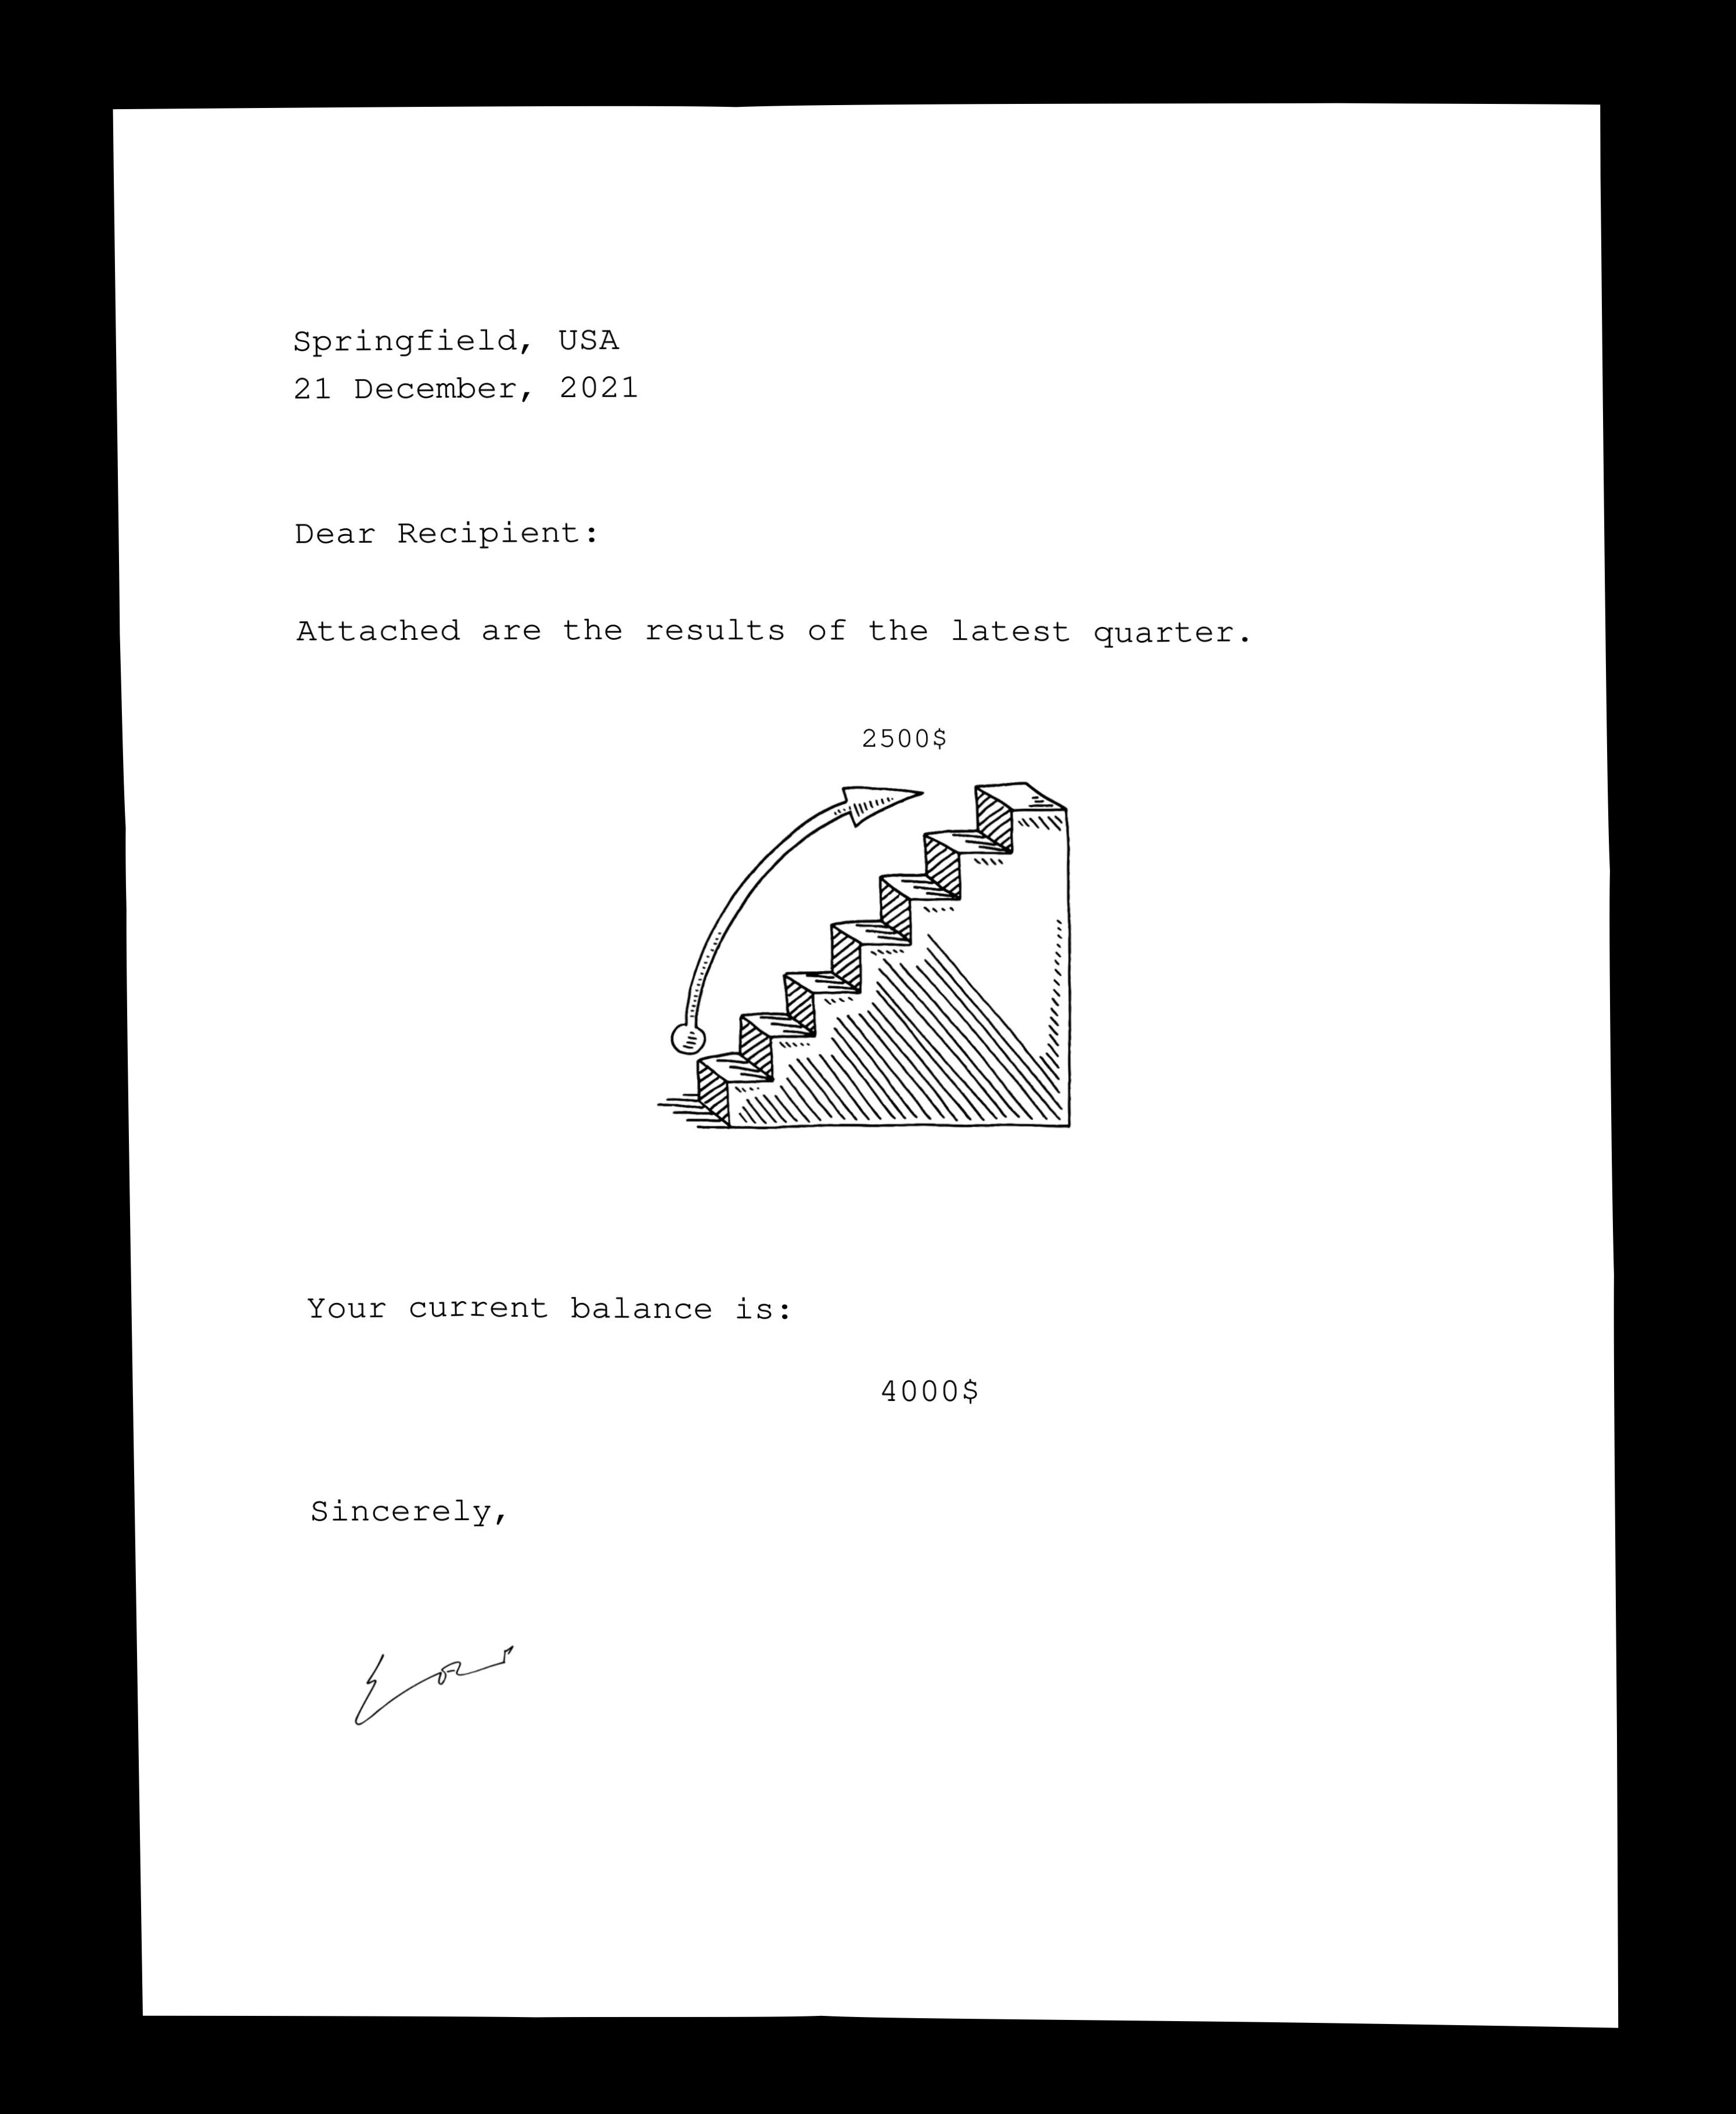 Springfield, USA
21 December, 2021
Dear Recipient:
Attached are the results of the latest quarter.
2500$
Your current balance is:
4000$
Sincerely,